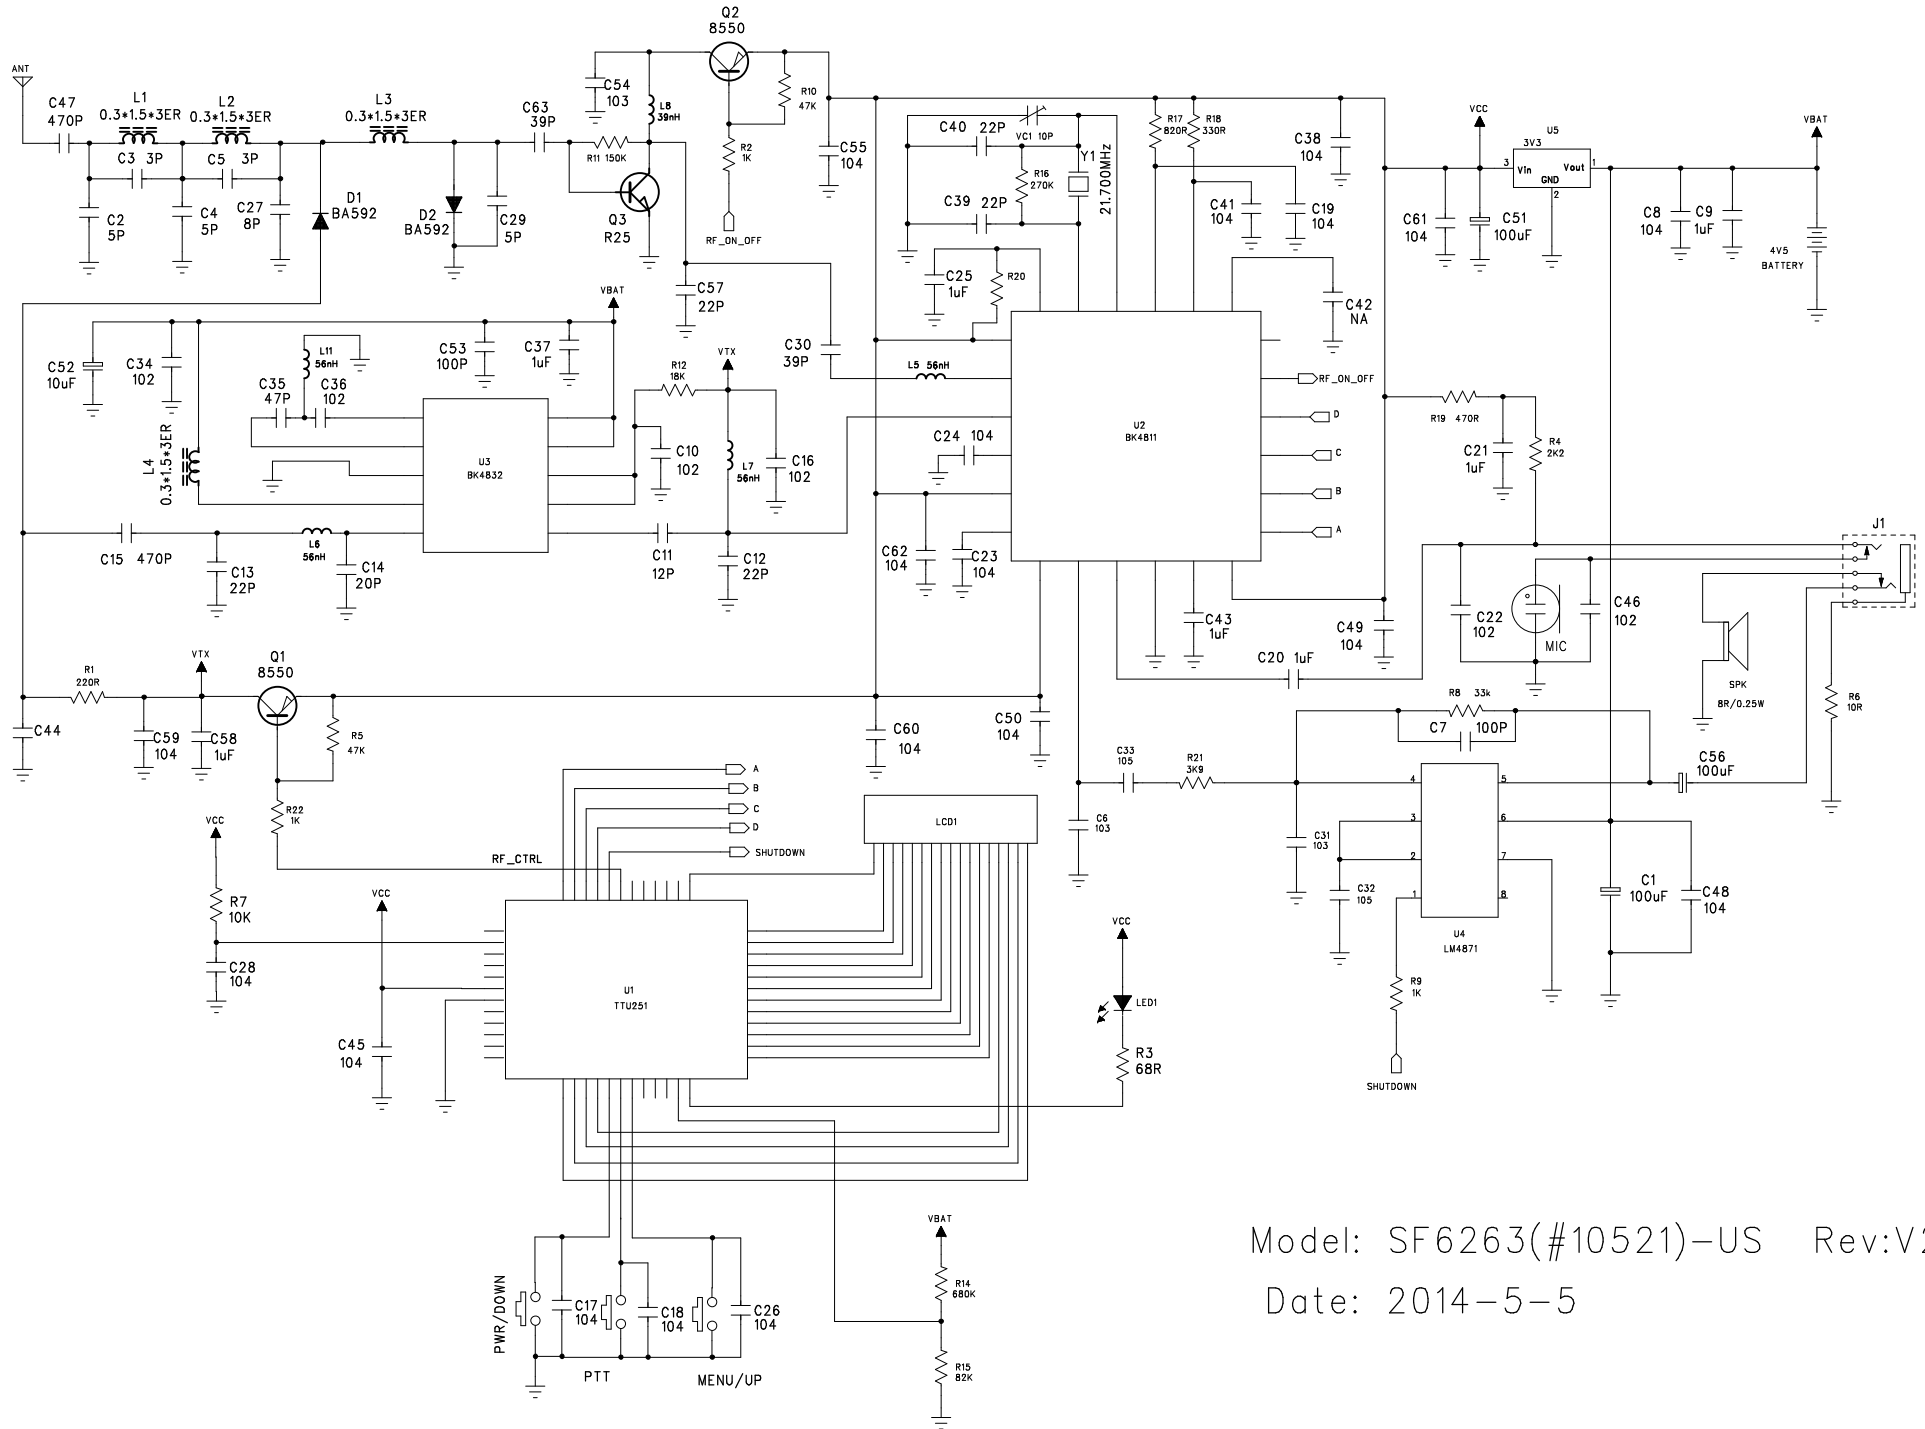 Q2
8550
ANT
C47
470P
L1
0.3*1.5*3ER
L2
0.3*1.5*3ER
L3
0.3*1.5*3ER
C63
39P
C54
103
L8
39nH
R10
47K
C3 3P
C5 3P
R11 150K
R2
1K
C55
104
C40 22P
VC1 10P
Y1
21.700MHz
R16
270K
C39 22P
R17
820R
R18
330R
C38
104
VCC
U5
3V3
3
Vin
Vout
1
GND
2
VBAT
C2
5P
C4
5P
C27
8P
D1
BA592
D2
BA592
C29
5P
Q3
R25
RF_ON_OFF
C41
104
C19
104
C61
104
C51
100uF
C8
104
C9
1uF
4V5
BATTERY
C57
22P
C25
1uF
R20
C42
NA
VBAT
C52
10uF
C34
102
L11
56nH
C53
100P
C37
1uF
C35
47P
C36
102
R12
18K
VTX
C30
39P
L5 56nH
RF_ON_OFF
D
C
B
A
U2
BK4811
R19 470R
C21
1uF
R4
2K2
L4
0.3*1.5*3ER
U3
BK4832
C10
102
L7
56nH
C16
102
C24 104
C15 470P
L6
56nH
C13
22P
C14
20P
C11
12P
C12
22P
C62
104
C23
104
C43
1uF
C49
104
C22
102
MIC
C46
102
J1
SPK
8R/0.25W
R6
10R
C20 1uF
R1
220R
VTX
Q1
8550
C44
C59
104
C58
1uF
R5
47K
C60
104
C50
104
R8 33k
C7 100P
C33
105
R21
3K9
C56
100uF
C6
103
C31
103
C32
105
4
3
2
1
5
6
7
8
U4
LM4871
C1
100uF
C48
104
R9
1K
SHUTDOWN
A
B
C
D
SHUTDOWN
R22
1K
RF_CTRL
LCD1
VCC
R7
10K
C28
104
VCC
C45
104
U1
TTU251
VCC
LED1
R3
68R
VBAT
R14
680K
R15
82K
PWR/DOWN
C17
104
C18
104
C26
104
PTT
MENU/UP
Model: SF6263(#10521)-US Rev:V2
Date: 2014-5-5